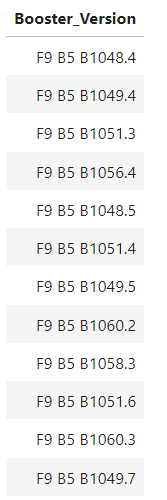 Booster_Version
F9 B5 B1048.4
F9 B5 B1049.4
F9 B5 B1051.3
F9 B5 B1056.4
F9 B5 B1048.5
F9 B5 B1051.4
F9 B5 B1049.5
F9 B5 B1060.2
F9 B5 B1058.3
F9 B5 B1051.6
F9 B5 B1060.3
F9 B5 B1049.7